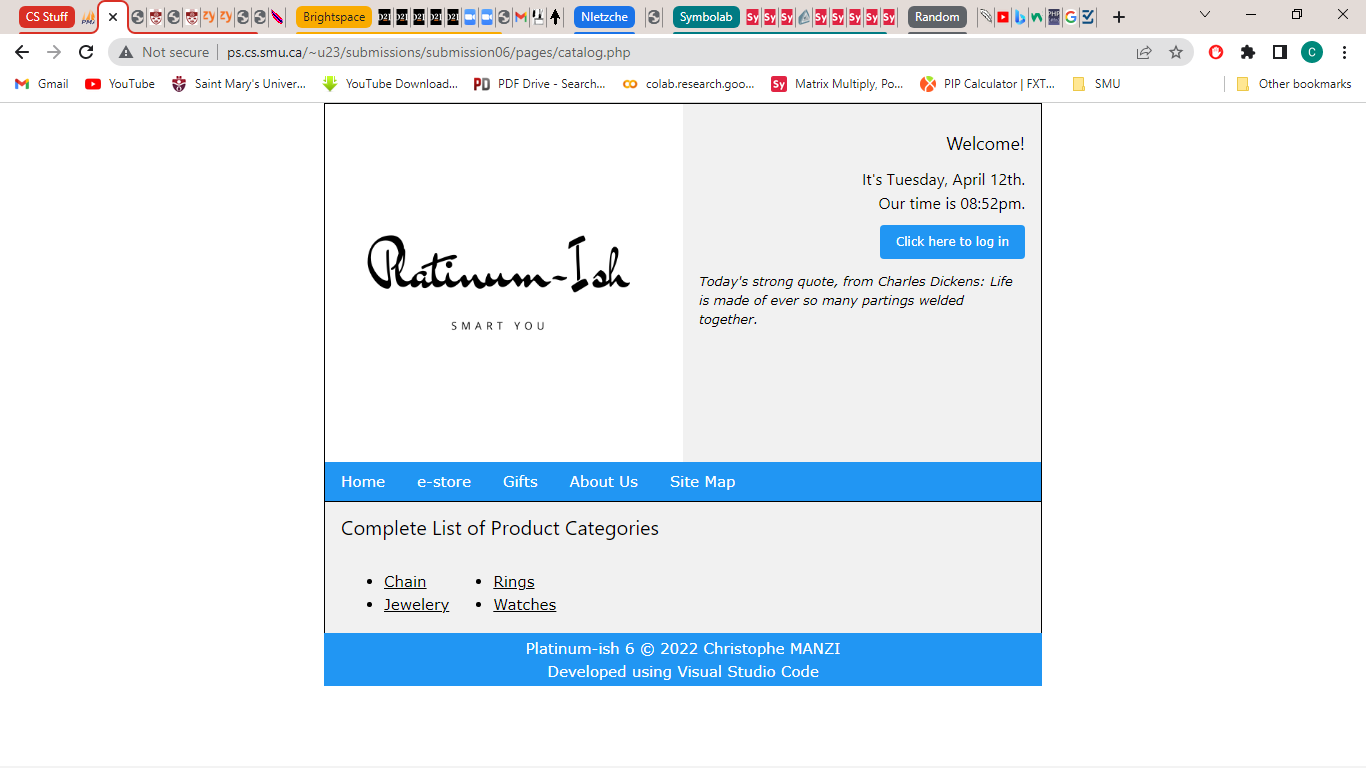 CS Stuff
Brightspace
NIetzche
Symbolab
Random
Not secure
ps.cs.smu.ca/~u23/submissions/submission06/pages/catalog.php
C
Gmail
YouTube
Saint Mary's Univer...
YouTube Download...
PDF Drive - Search...
colab.research.goo...
Matrix Multiply, Po...
PIP Calculator | FXT...
SMU
Other bookmarks
Platinum-Ish
SMART YOU
Welcome!
It's Tuesday, April 12th.
Our time is 08:52pm.
Click here to log in
Today's strong quote, from Charles Dickens: Life
is made of ever so many partings welded
together.
Home e-store Gifts About Us Site Map
Complete List of Product Categories
Chain Rings
Jewelery Watches
Platinum-ish 6 © 2022 Christophe MANZI
Developed using Visual Studio Code